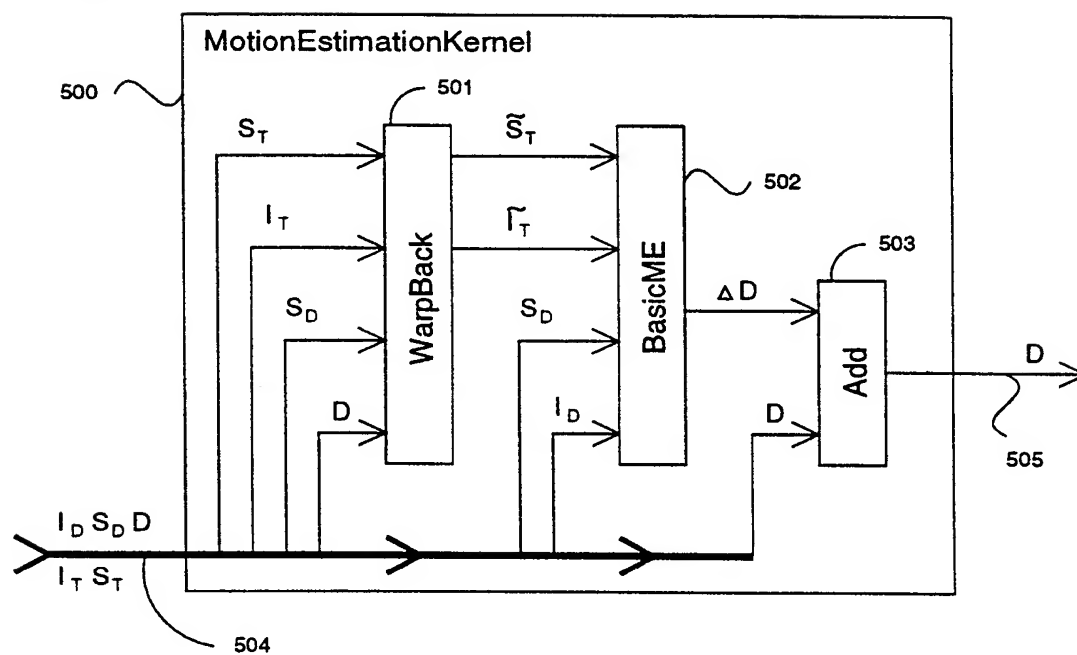 MotionEstimationKernel
500
501
S_T
S̃_T
502
I_T
Ĩ_T
503
WarpBack
BasicME
Δ D
S_D
S_D
Add
D
D
I_D
D
505
I_D S_D D
I_T S_T
504